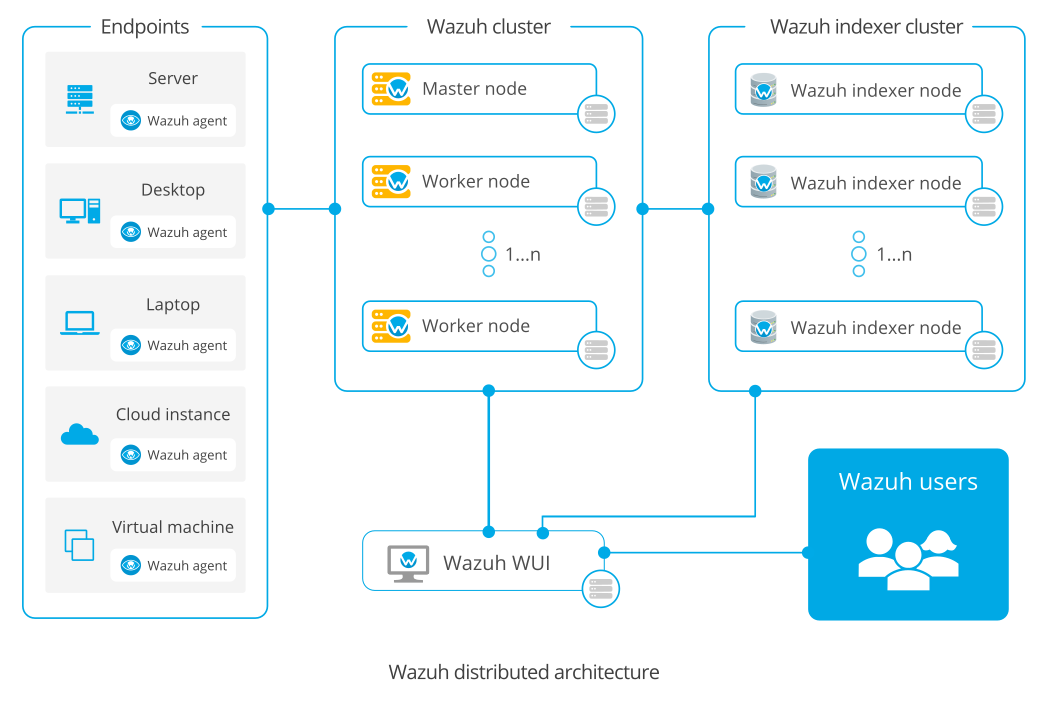 Endpoints
Server
Wazuh agent
Desktop
Wazuh agent
Laptop
Wazuh agent
Cloud instance
Wazuh agent
Virtual machine
Wazuh agent
Wazuh cluster
Master node
Worker node
1...n
Worker node
Wazuh indexer cluster
Wazuh indexer node
Wazuh indexer node
1...n
Wazuh indexer node
Wazuh WUI
Wazuh users
Wazuh distributed architecture